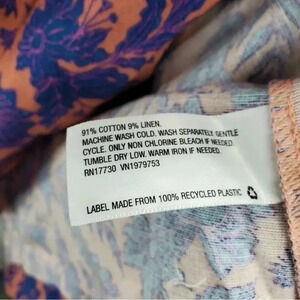 91% COTTON 9% LINEN.
MACHINE WASH COLD. WASH SEPARATELY. GENTLE
CYCLE. ONLY NON CHLORINE BLEACH IF NEEDED.
TUMBLE DRY LOW. WARM IRON IF NEEDED.
RN17730 VN1979753
LABEL MADE FROM 100% RECYCLED PLASTIC